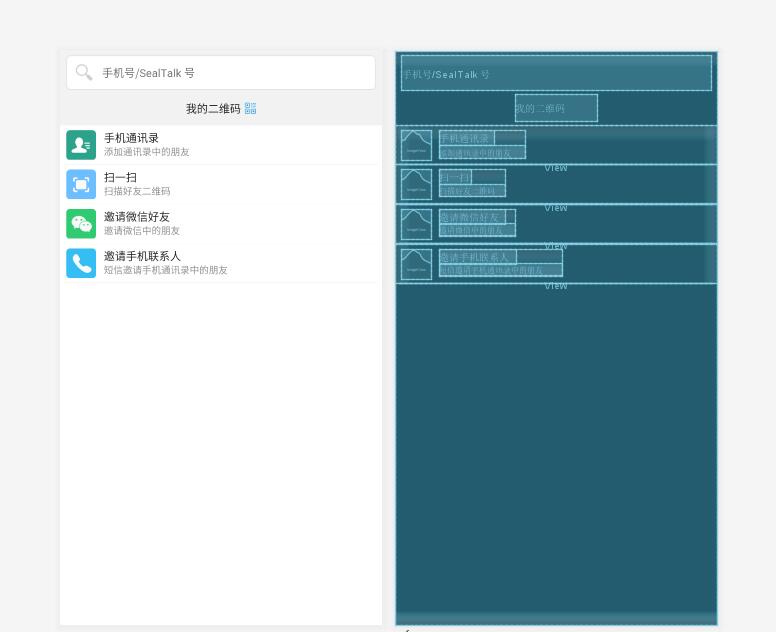 手机号/SealTalk 号
我的二维码
手机通讯录
添加通讯录中的朋友
扫一扫
扫描好友二维码
邀请微信好友
邀请微信中的朋友
邀请手机联系人
短信邀请手机通讯录中的朋友
手机号/SealTalk 号
我的二维码
手机通讯录
添加通讯录中的朋友
View
扫一扫
扫描好友二维码
View
邀请微信好友
邀请微信中的朋友
View
邀请手机联系人
短信邀请手机通讯录中的朋友
View